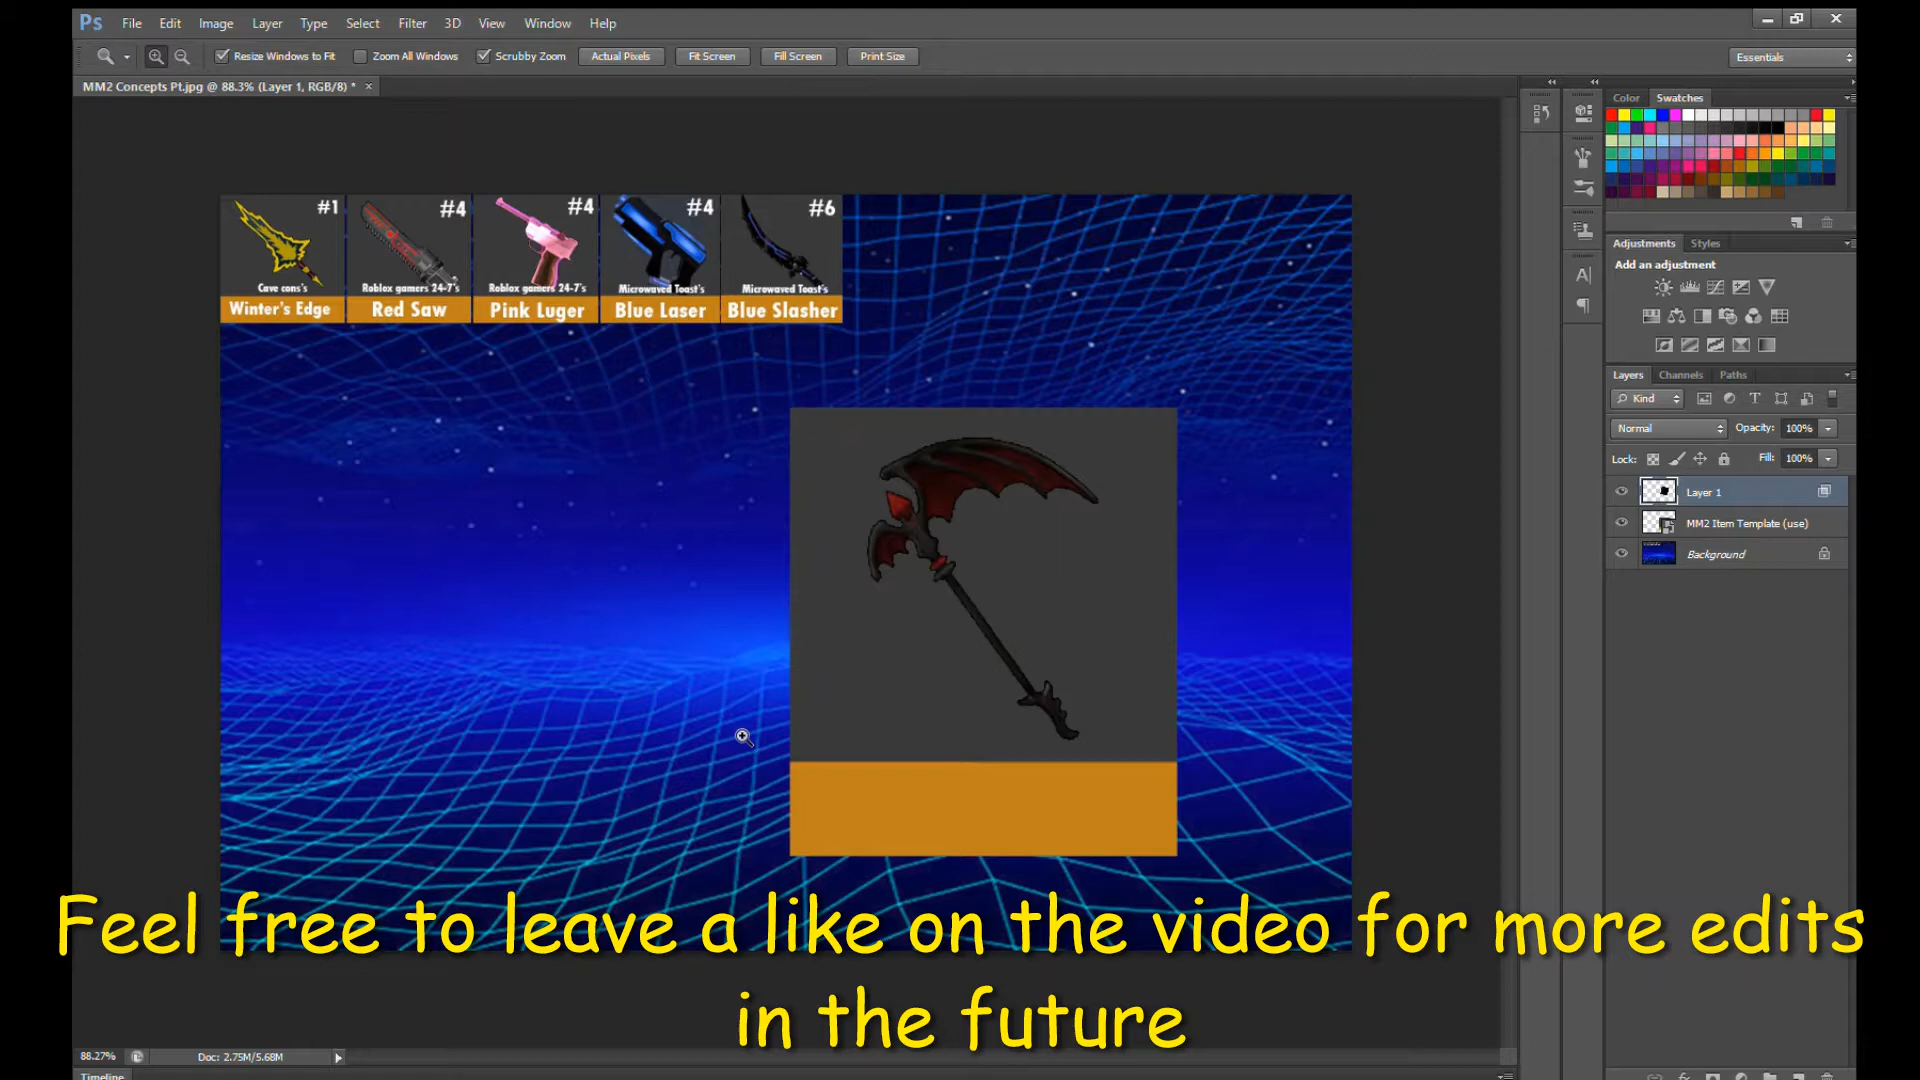 Ps File Edit Image Layer Type Select Filter 3D View Window Help
Resize Windows to Fit Zoom All Windows Scrubby Zoom Actual Pixels Fit Screen Fill Screen Print Size Essentials
MM2 Concepts Pt.jpg @ 88.3% (Layer 1, RGB/8) * ×
Color Swatches
#1 #4 #4 #4 #6
Cave cons's Roblox gamers 24-7's Roblox gamers 24-7's Microwaved Toast's Microwaved Toast's
Winter's Edge Red Saw Pink Luger Blue Laser Blue Slasher
Adjustments Styles
Add an adjustment
Layers Channels Paths
Kind
Normal Opacity: 100%
Lock: Fill: 100%
Layer 1
MM2 Item Template (use)
Background
Feel free to leave a like on the video for more edits
in the future
88.27% Doc: 2.75M/5.68M
Timeline